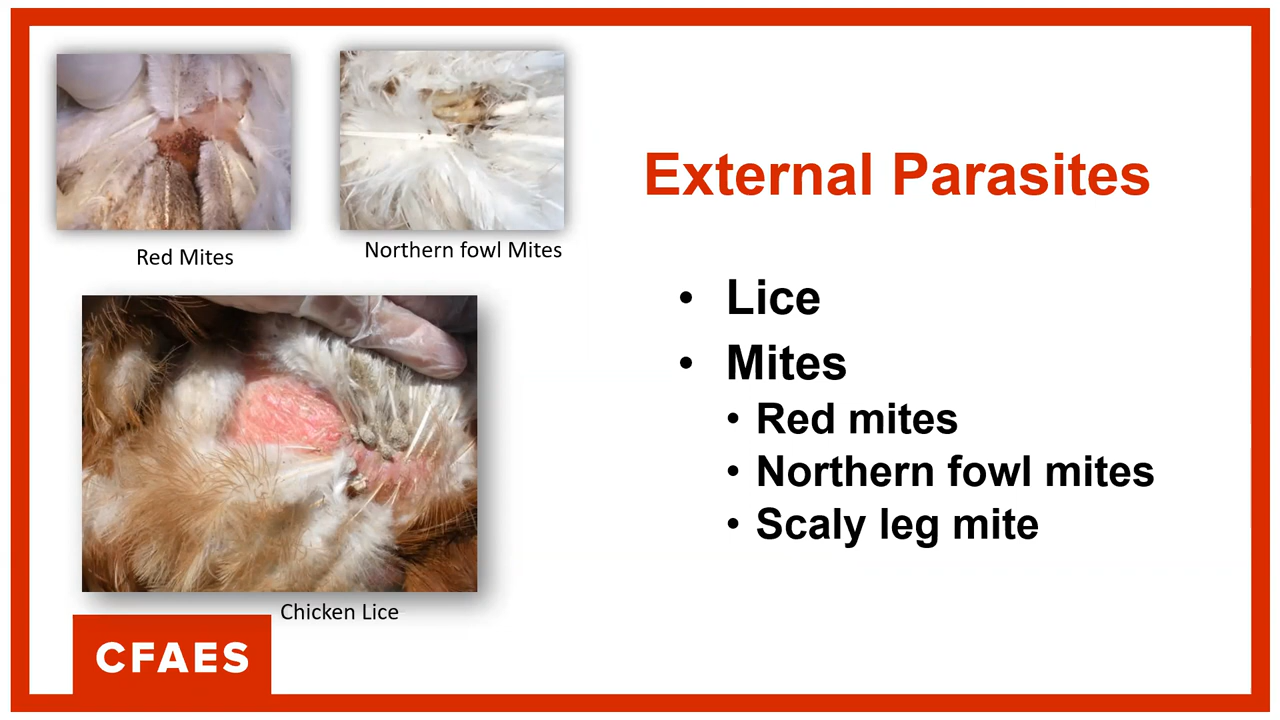 Red Mites
Northern fowl Mites
Chicken Lice
CFAES
External Parasites
• Lice
• Mites
• Red mites
• Northern fowl mites
• Scaly leg mite